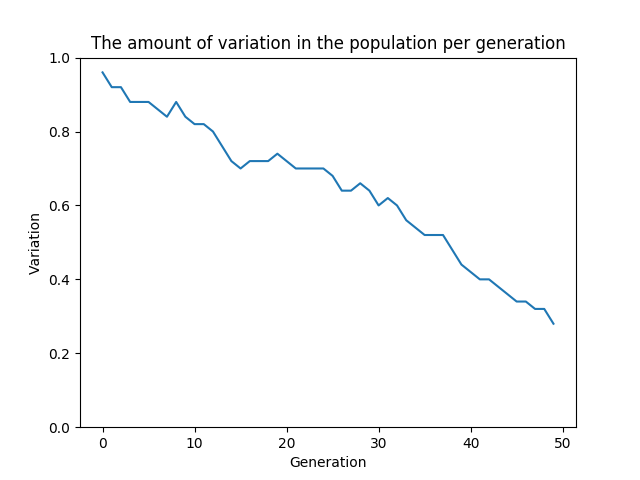 The amount of variation in the population per generation
1.0
0.8
0.6
0.4
0.2
0.0
Variation
0 10 20 30 40 50
Generation